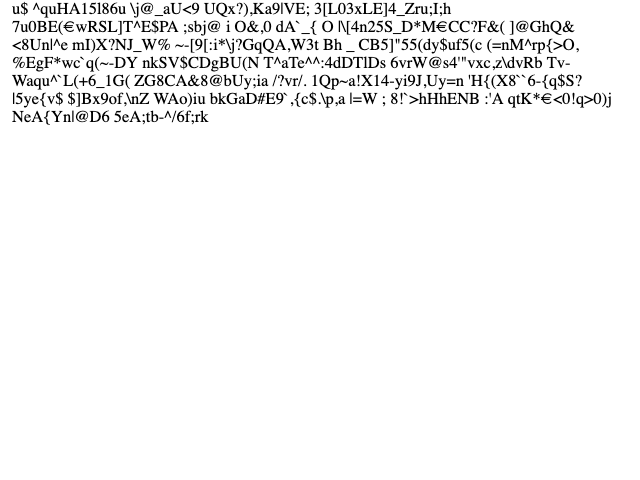 u$ ^quHA15l86u \j@_aU<9 UQx?),Ka9|VE; 3[L03xLE]4_Zru;I;h
7u0BE(€wRSL]T^E$PA ;sbj@ i O&,0 dA`_{ O |\[4n25S_D*M€CC?F&( ]@GhQ&
<8Un|^e mI)X?NJ_W% ~-[9[:i*\j?GqQA,W3t Bh _ CB5]"55(dy$uf5(c (=nM^rp{>O,
%EgF*wc`q(~-DY nkSV$CDgBU(N T^aTe^^:4dDTlDs 6vrW@s4'"vxc,z\dvRb Tv-
Waqu^`L(+6_1G( ZG8CA&8@bUy;ia /?vr/. 1Qp~a!X14-yi9J,Uy=n 'H{(X8``6-{q$S?
|5ye{v$ $]Bx9of,\nZ WAo)iu bkGaD#E9`,{c$.\p,a |=W ; 8!`>hHhENB :'A qtK*€<0!q>0)j
NeA{Yn|@D6 5eA;tb-^/6f;rk